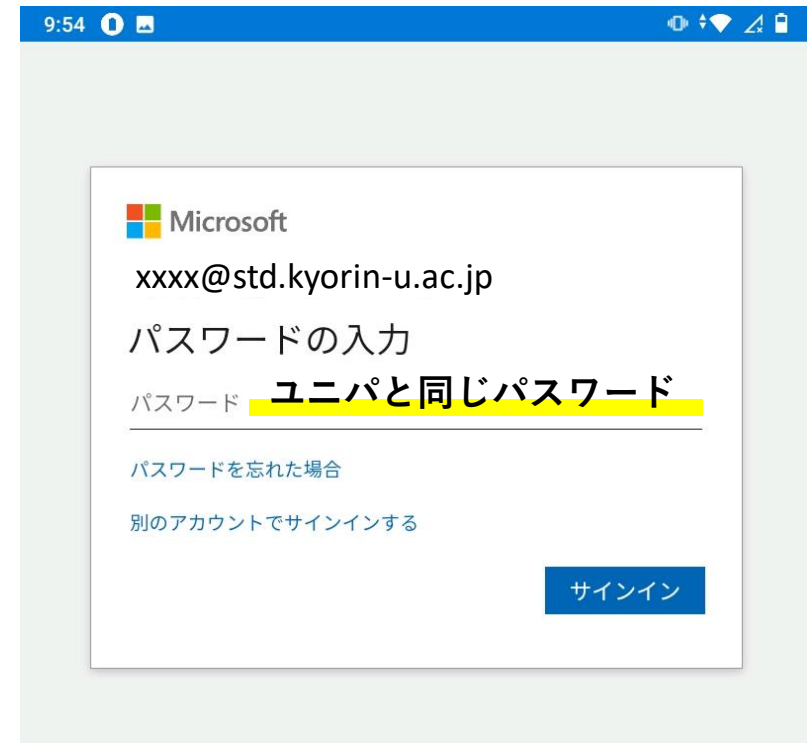 9:54
Microsoft
xxxx@std.kyorin-u.ac.jp
パスワードの入力
パスワード ユニパと同じパスワード
パスワードを忘れた場合
別のアカウントでサインインする
サインイン